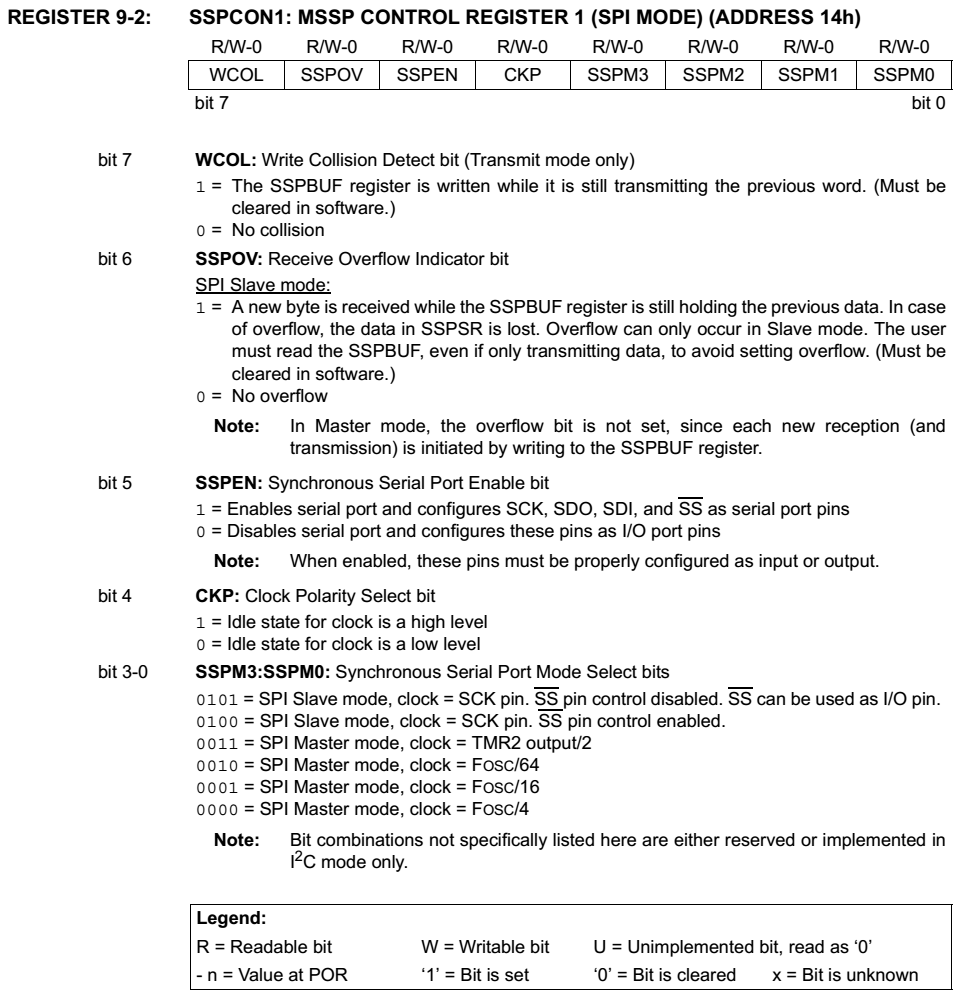 REGISTER 9-2: SSPCON1: MSSP CONTROL REGISTER 1 (SPI MODE) (ADDRESS 14h)
R/W-0 R/W-0 R/W-0 R/W-0 R/W-0 R/W-0 R/W-0 R/W-0
WCOL SSPOV SSPEN CKP SSPM3 SSPM2 SSPM1 SSPM0
bit 7 bit 0
bit 7 WCOL: Write Collision Detect bit (Transmit mode only)
1 = The SSPBUF register is written while it is still transmitting the previous word. (Must be
cleared in software.)
0 = No collision
bit 6 SSPOV: Receive Overflow Indicator bit
SPI Slave mode:
1 = A new byte is received while the SSPBUF register is still holding the previous data. In case
of overflow, the data in SSPSR is lost. Overflow can only occur in Slave mode. The user
must read the SSPBUF, even if only transmitting data, to avoid setting overflow. (Must be
cleared in software.)
0 = No overflow
Note: In Master mode, the overflow bit is not set, since each new reception (and
transmission) is initiated by writing to the SSPBUF register.
bit 5 SSPEN: Synchronous Serial Port Enable bit
1 = Enables serial port and configures SCK, SDO, SDI, and S̅S̅ as serial port pins
0 = Disables serial port and configures these pins as I/O port pins
Note: When enabled, these pins must be properly configured as input or output.
bit 4 CKP: Clock Polarity Select bit
1 = Idle state for clock is a high level
0 = Idle state for clock is a low level
bit 3-0 SSPM3:SSPM0: Synchronous Serial Port Mode Select bits
0101 = SPI Slave mode, clock = SCK pin. S̅S̅ pin control disabled. S̅S̅ can be used as I/O pin.
0100 = SPI Slave mode, clock = SCK pin. S̅S̅ pin control enabled.
0011 = SPI Master mode, clock = TMR2 output/2
0010 = SPI Master mode, clock = FOSC/64
0001 = SPI Master mode, clock = FOSC/16
0000 = SPI Master mode, clock = FOSC/4
Note: Bit combinations not specifically listed here are either reserved or implemented in
I²C mode only.
Legend:
R = Readable bit W = Writable bit U = Unimplemented bit, read as ‘0’
- n = Value at POR ‘1’ = Bit is set ‘0’ = Bit is cleared x = Bit is unknown